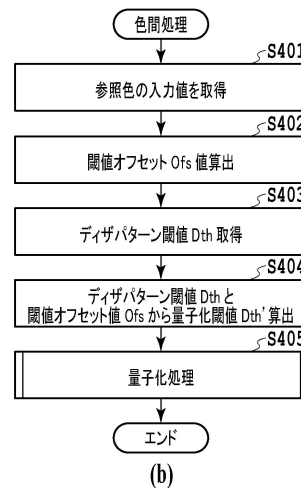 色間処理
S401
参照色の入力値を取得
S402
閾値オフセット Ofs 値算出
S403
ディザパターン閾値 Dth 取得
S404
ディザパターン閾値 Dth と
閾値オフセット値 Ofs から量子化閾値 Dth' 算出
S405
量子化処理
エンド
(b)